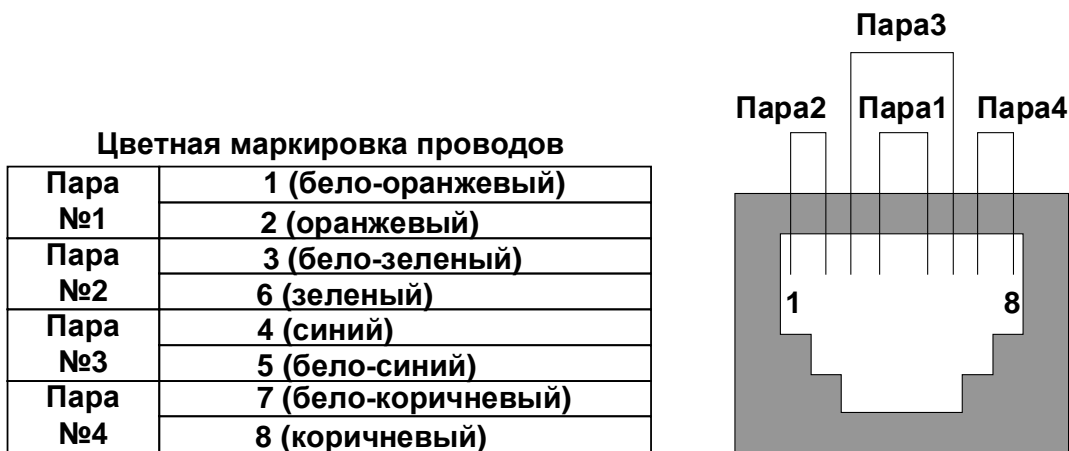 Цветная маркировка проводов
Пара №1
1 (бело-оранжевый)
2 (оранжевый)
Пара №2
3 (бело-зеленый)
6 (зеленый)
Пара №3
4 (синий)
5 (бело-синий)
Пара №4
7 (бело-коричневый)
8 (коричневый)
Пара3
Пара2 Пара1 Пара4
1 8